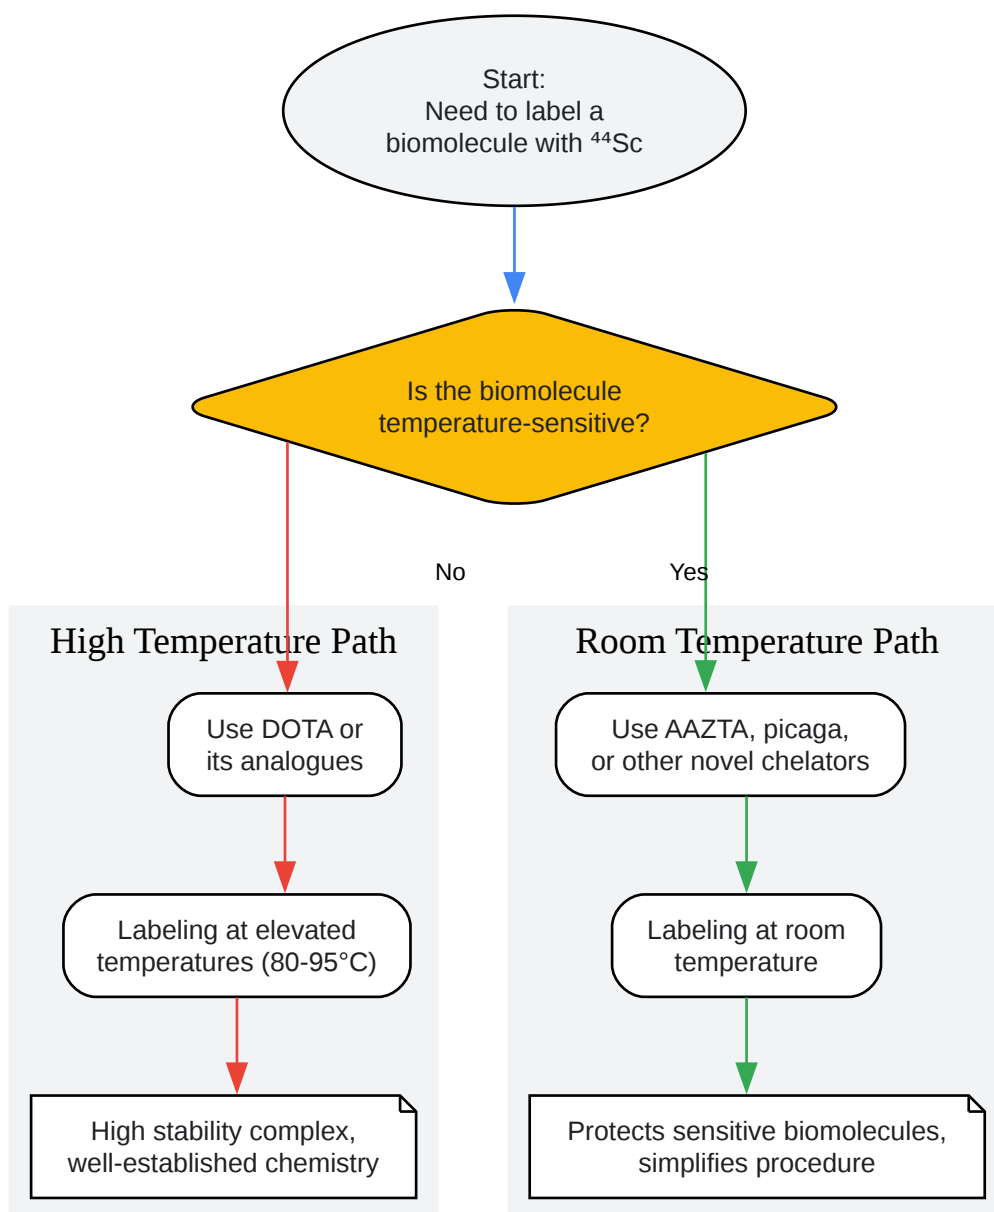 Start:
Need to label a
biomolecule with ⁴⁴Sc
Is the biomolecule
temperature-sensitive?
No
Yes
High Temperature Path
Use DOTA or
its analogues
Labeling at elevated
temperatures (80-95°C)
High stability complex,
well-established chemistry
Room Temperature Path
Use AAZTA, picaga,
or other novel chelators
Labeling at room
temperature
Protects sensitive biomolecules,
simplifies procedure